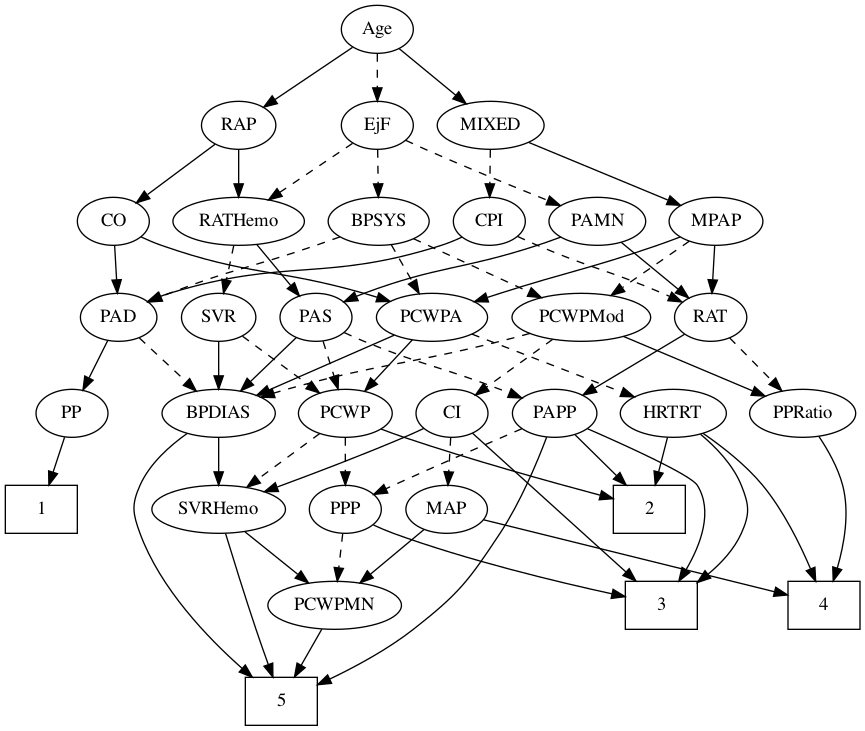 Age
RAP
EjF
MIXED
CO
RATHemo
BPSYS
CPI
PAMN
MPAP
PAD
SVR
PAS
PCWPA
PCWPMod
RAT
PP
BPDIAS
PCWP
CI
PAPP
HRTRT
PPRatio
1
SVRHemo
PPP
MAP
2
PCWPMN
3
4
5